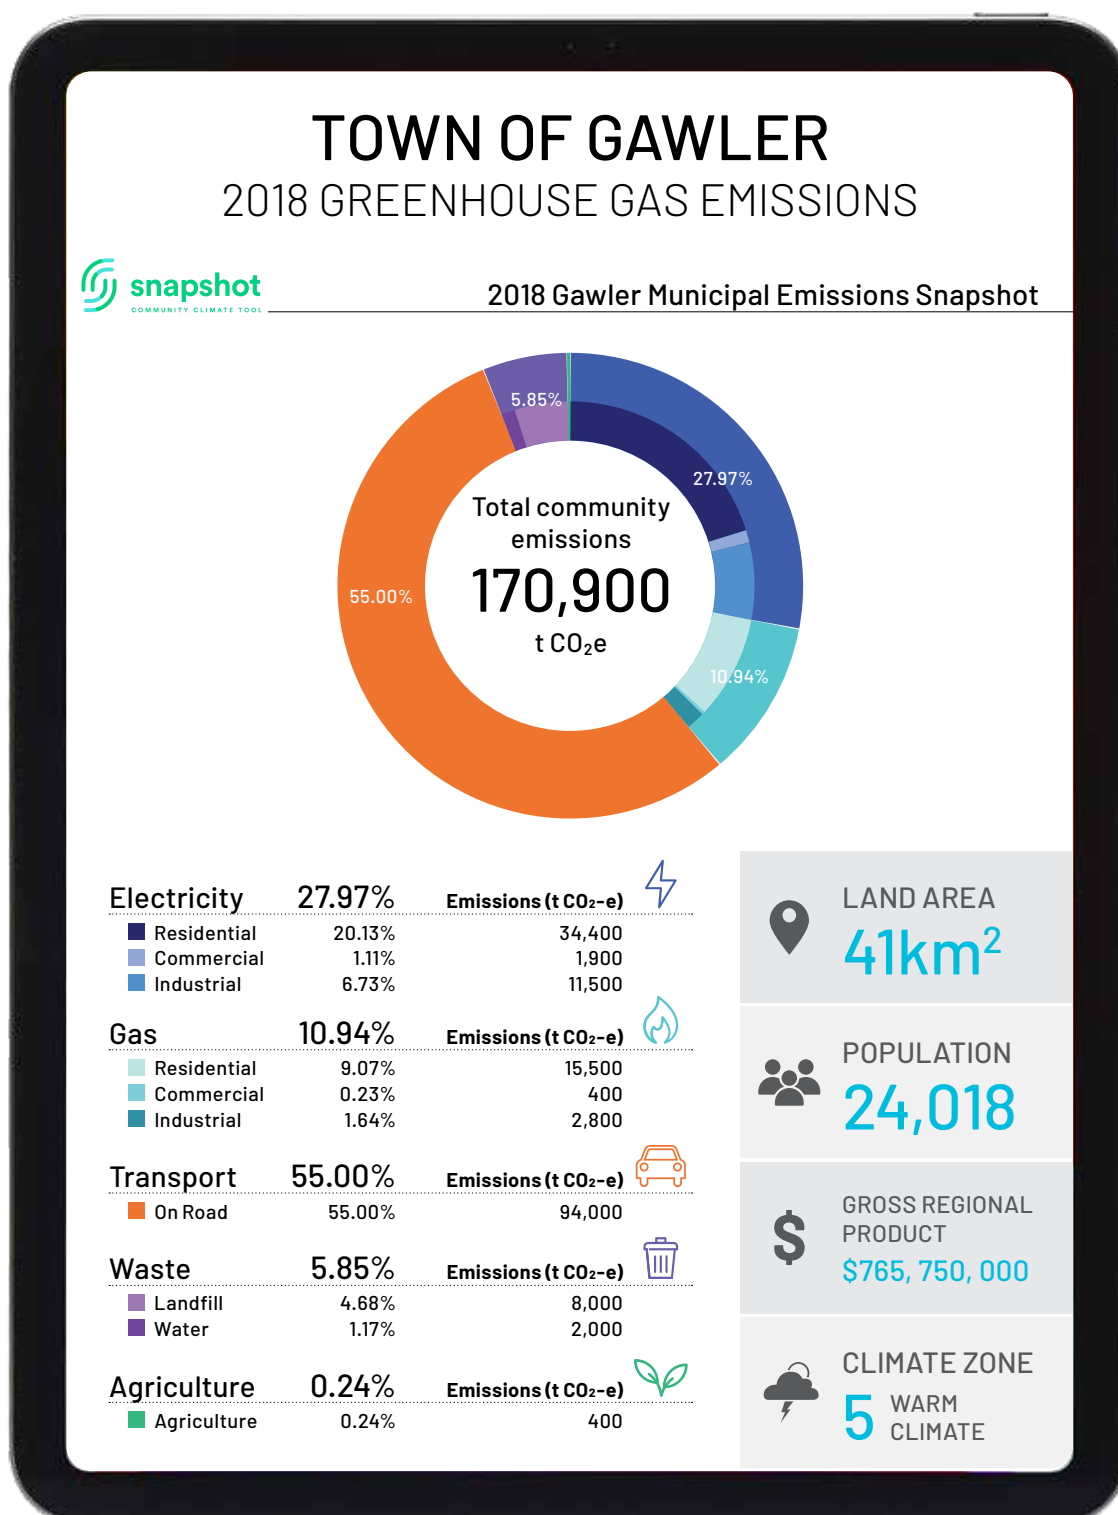 TOWN OF GAWLER
2018 GREENHOUSE GAS EMISSIONS
snapshot
COMMUNITY CLIMATE TOOL
2018 Gawler Municipal Emissions Snapshot
5.85%
27.97%
55.00%
10.94%
Total community
emissions
170,900
t CO₂e
Electricity 27.97% Emissions (t CO₂-e)
Residential 20.13% 34,400
Commercial 1.11% 1,900
Industrial 6.73% 11,500
Gas 10.94% Emissions (t CO₂-e)
Residential 9.07% 15,500
Commercial 0.23% 400
Industrial 1.64% 2,800
Transport 55.00% Emissions (t CO₂-e)
On Road 55.00% 94,000
Waste 5.85% Emissions (t CO₂-e)
Landfill 4.68% 8,000
Water 1.17% 2,000
Agriculture 0.24% Emissions (t CO₂-e)
Agriculture 0.24% 400
LAND AREA
41km²
POPULATION
24,018
$
GROSS REGIONAL
PRODUCT
$765, 750, 000
CLIMATE ZONE
5 WARM
CLIMATE